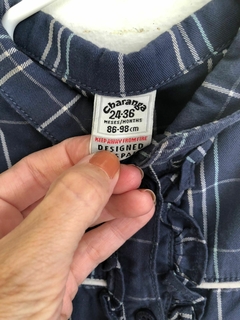 Charanga
24-36
MESES/MONTHS
86-98 cm
KEEP AWAY FROM FIRE
DESIGNED